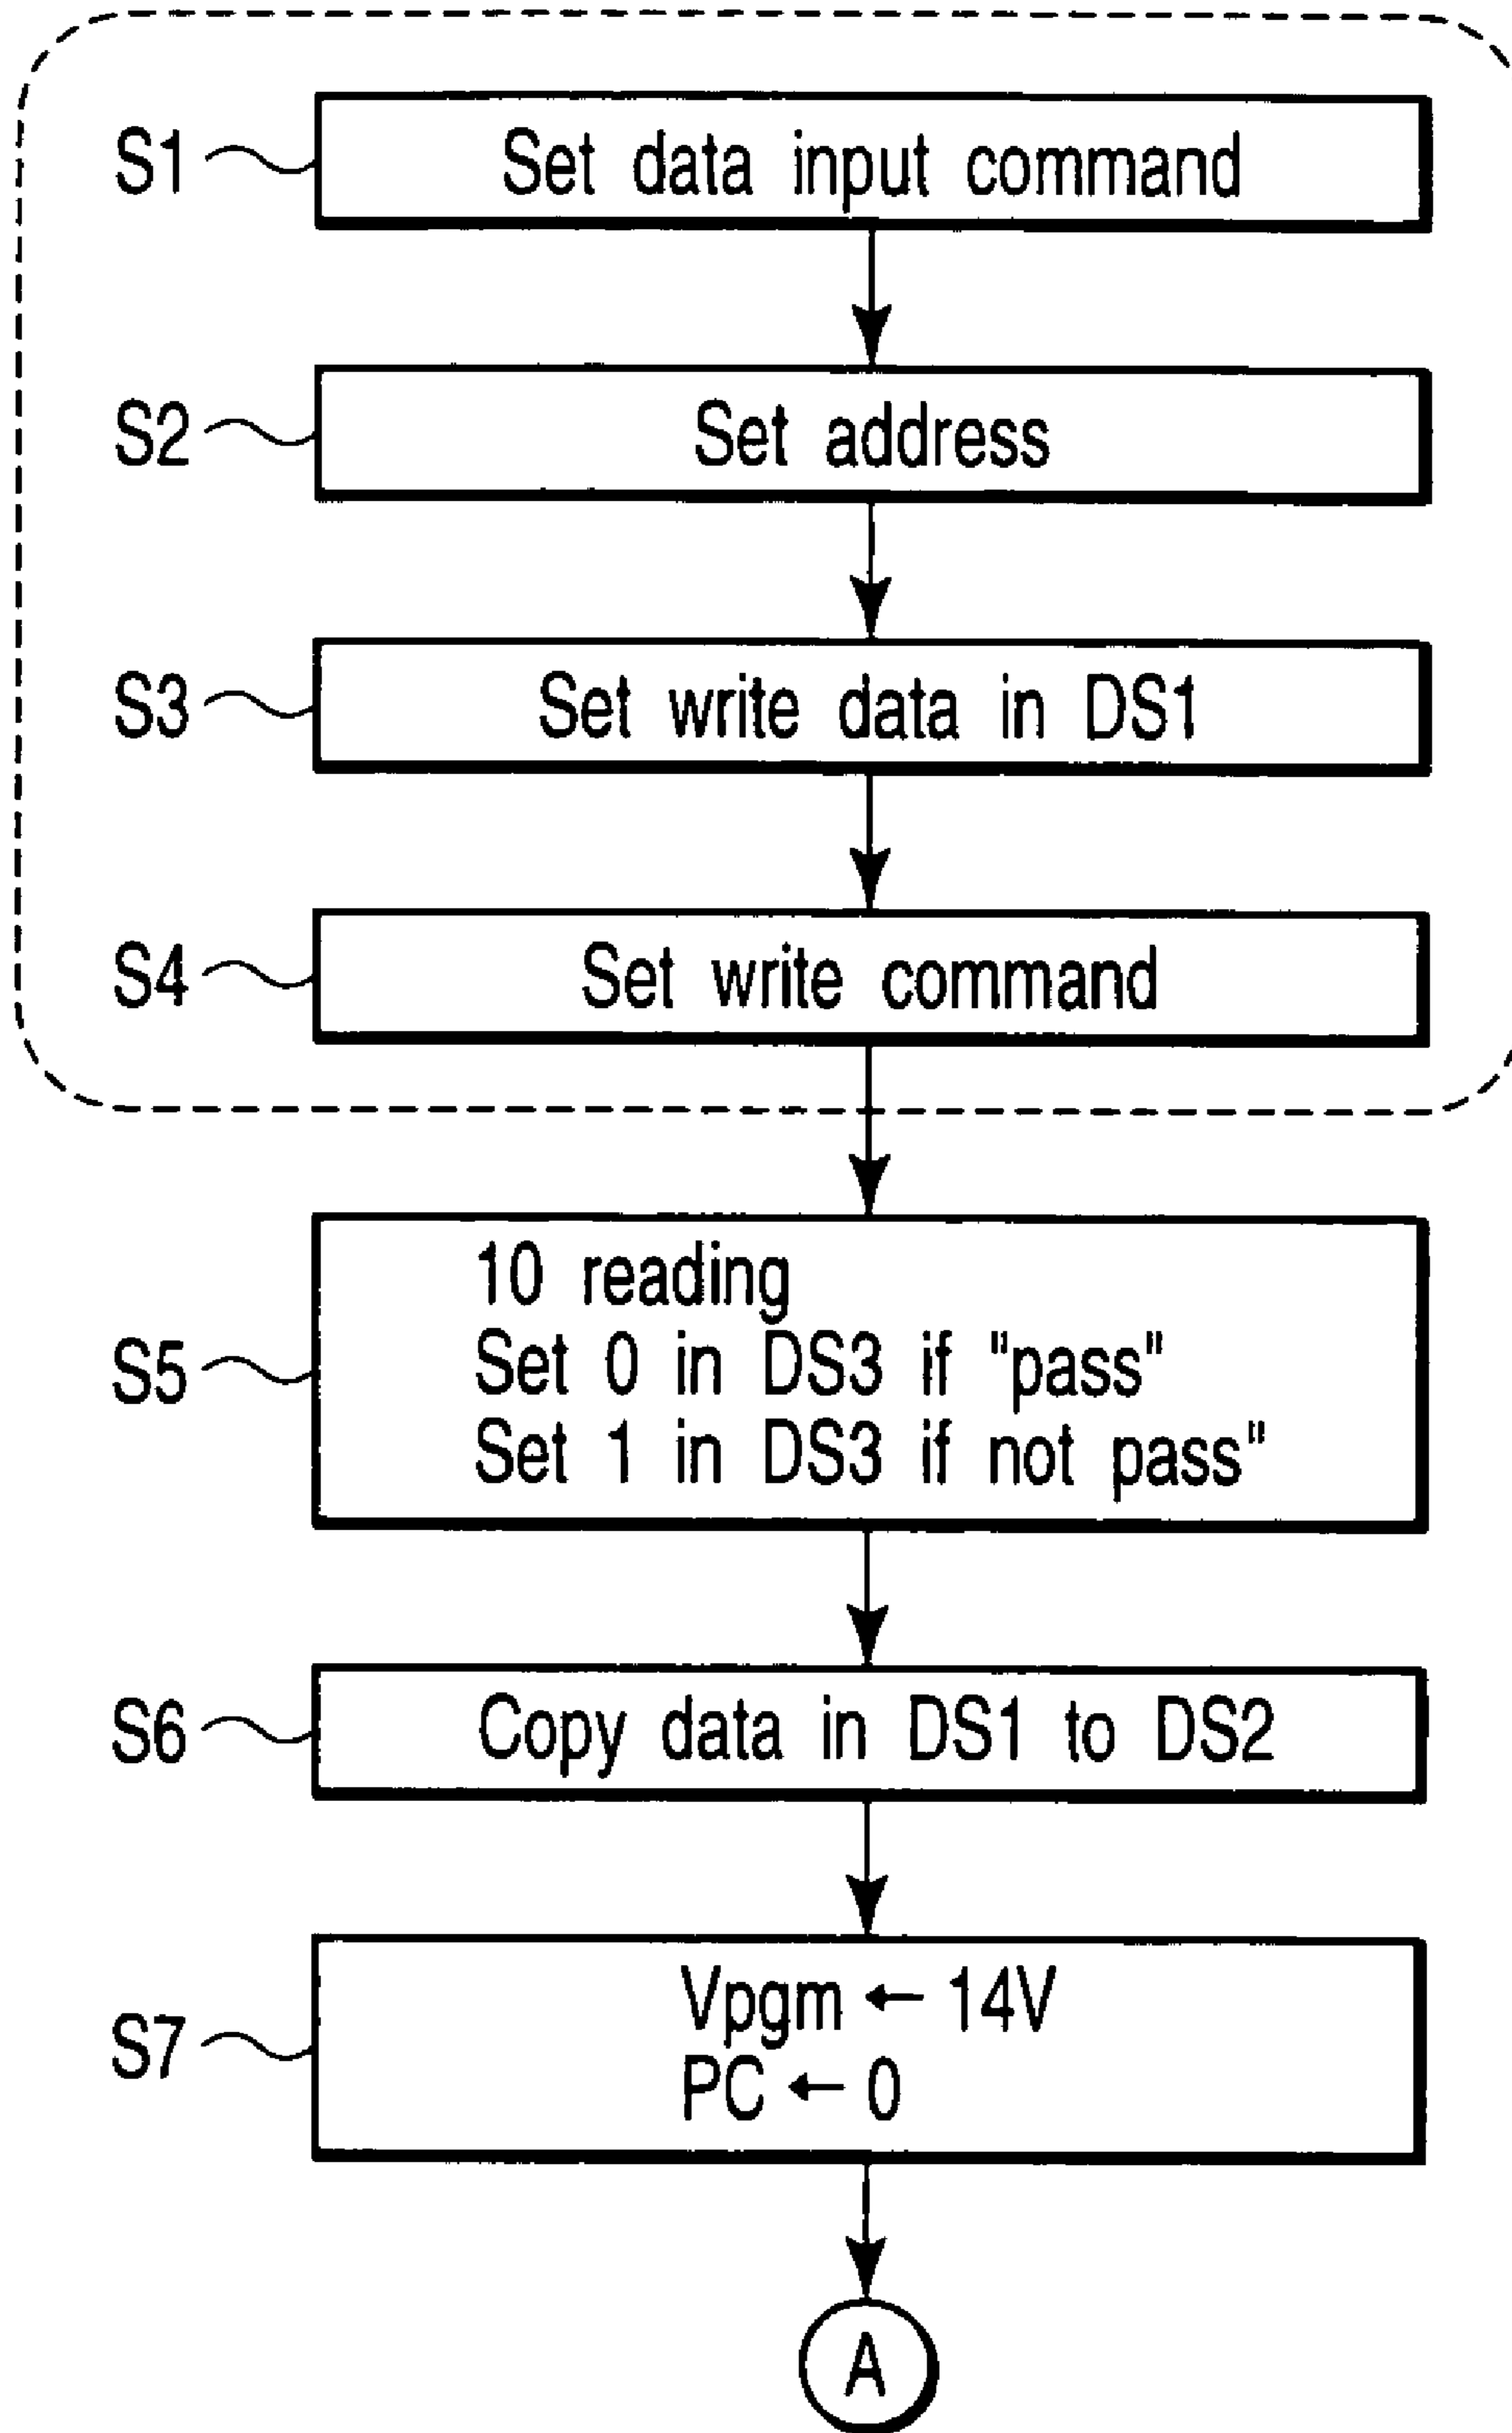 S1 Set data input command
S2 Set address
S3 Set write data in DS1
S4 Set write command
10 reading
S5 Set 0 in DS3 if "pass"
Set 1 in DS3 if not pass"
S6 Copy data in DS1 to DS2
Vpgm ← 14V
S7
PC ← 0
A